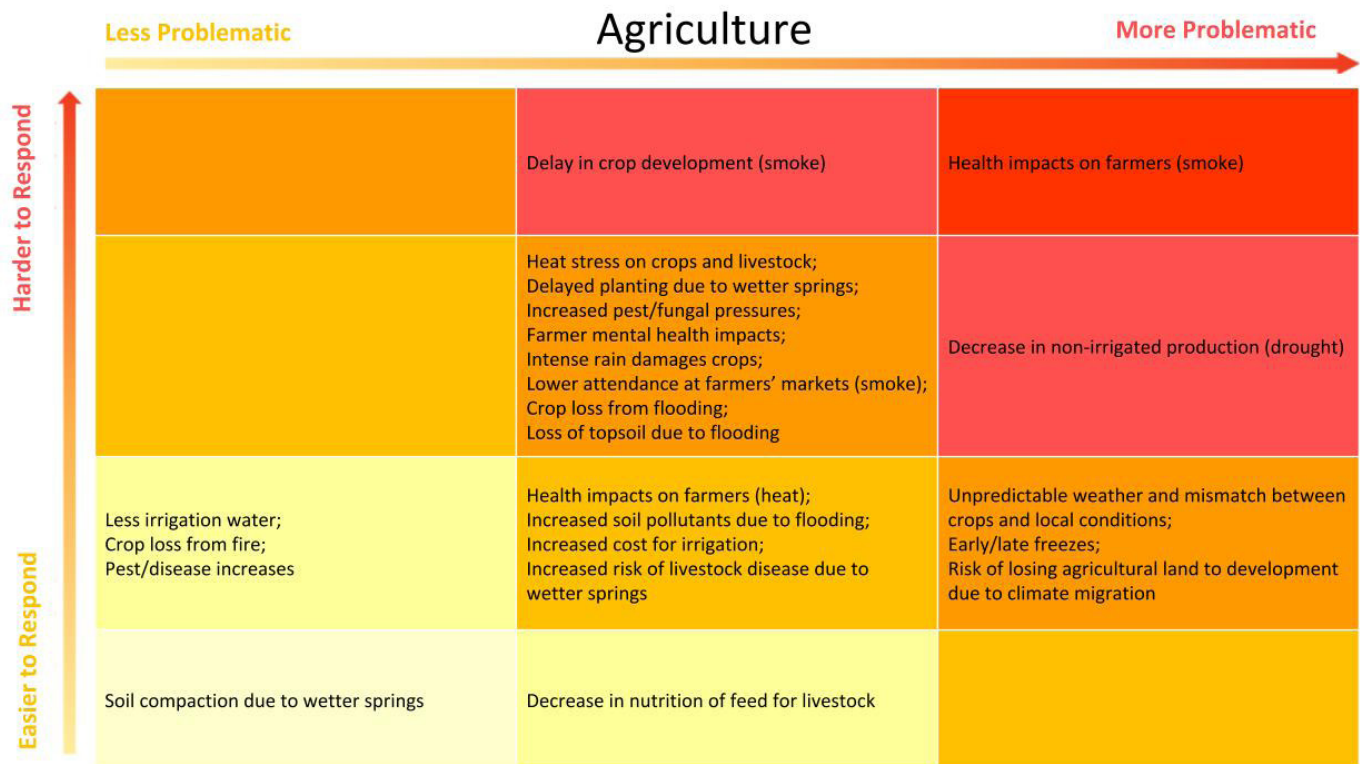 Less Problematic
Agriculture
More Problematic
Harder to Respond
Easier to Respond
Delay in crop development (smoke)
Health impacts on farmers (smoke)
Heat stress on crops and livestock;
Delayed planting due to wetter springs;
Increased pest/fungal pressures;
Farmer mental health impacts;
Intense rain damages crops;
Lower attendance at farmers’ markets (smoke);
Crop loss from flooding;
Loss of topsoil due to flooding
Decrease in non-irrigated production (drought)
Less irrigation water;
Crop loss from fire;
Pest/disease increases
Health impacts on farmers (heat);
Increased soil pollutants due to flooding;
Increased cost for irrigation;
Increased risk of livestock disease due to
wetter springs
Unpredictable weather and mismatch between
crops and local conditions;
Early/late freezes;
Risk of losing agricultural land to development
due to climate migration
Soil compaction due to wetter springs
Decrease in nutrition of feed for livestock